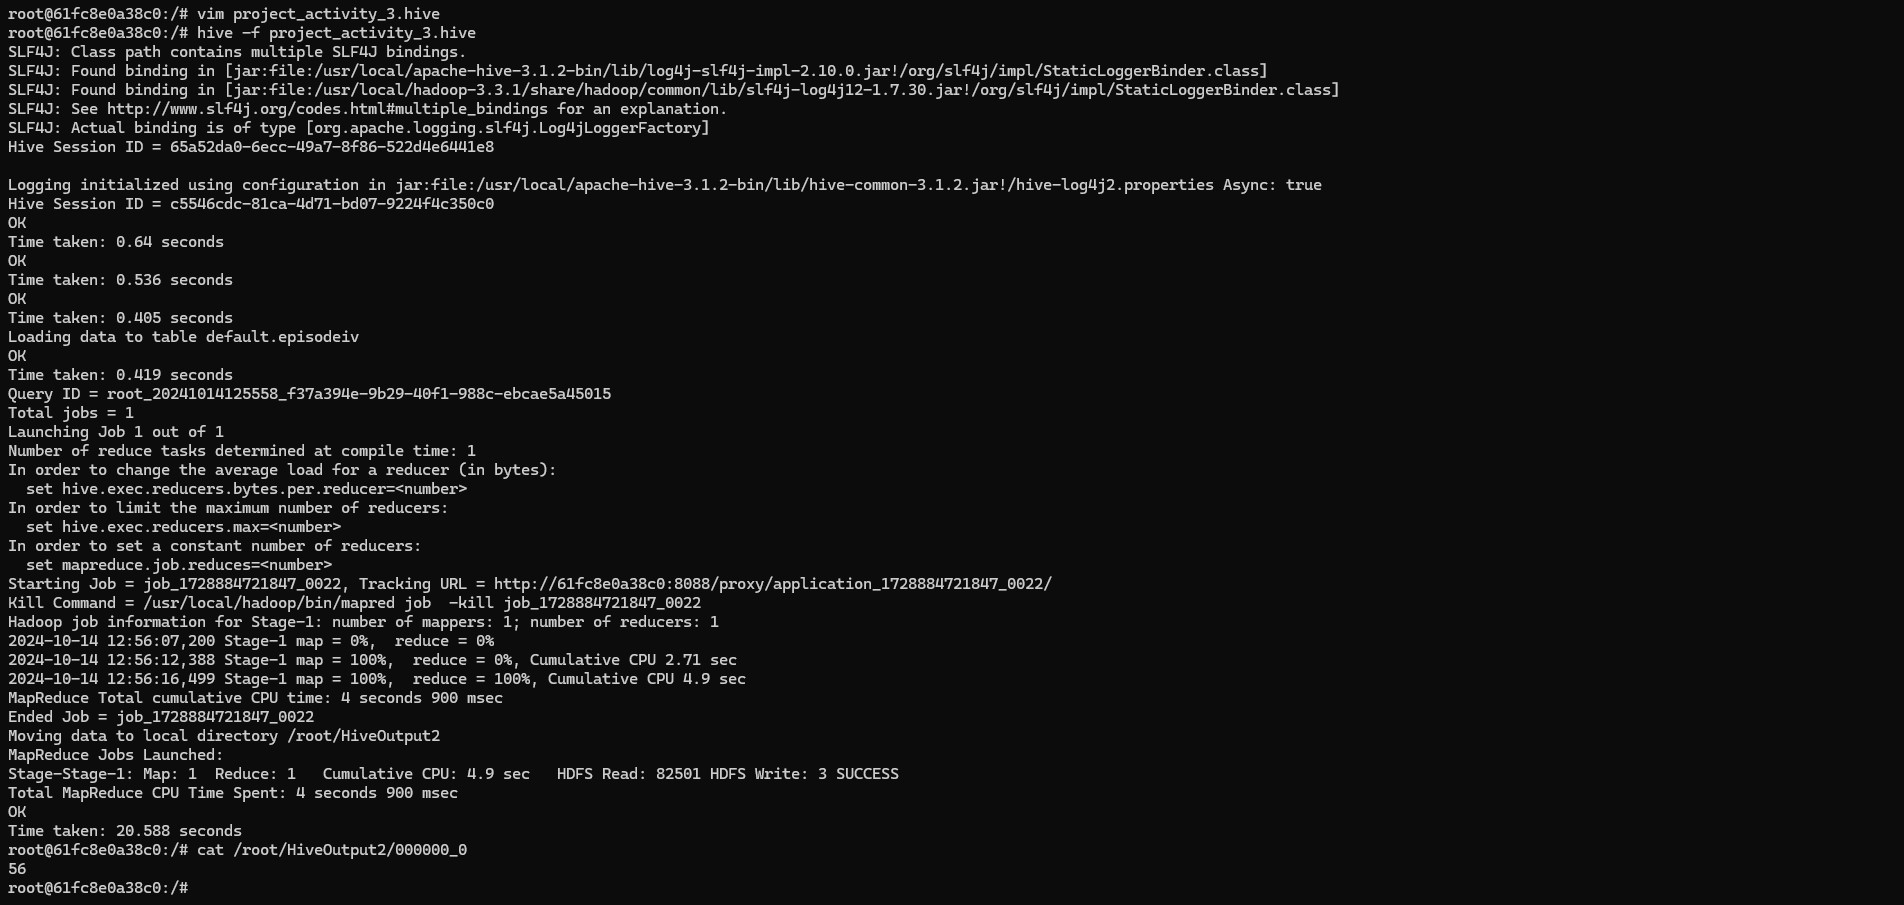 root@61fc8e0a38c0:/# vim project_activity_3.hive
root@61fc8e0a38c0:/# hive -f project_activity_3.hive
SLF4J: Class path contains multiple SLF4J bindings.
SLF4J: Found binding in [jar:file:/usr/local/apache-hive-3.1.2-bin/lib/log4j-slf4j-impl-2.10.0.jar!/org/slf4j/impl/StaticLoggerBinder.class]
SLF4J: Found binding in [jar:file:/usr/local/hadoop-3.3.1/share/hadoop/common/lib/slf4j-log4j12-1.7.30.jar!/org/slf4j/impl/StaticLoggerBinder.class]
SLF4J: See http://www.slf4j.org/codes.html#multiple_bindings for an explanation.
SLF4J: Actual binding is of type [org.apache.logging.slf4j.Log4jLoggerFactory]
Hive Session ID = 65a52da0-6ecc-49a7-8f86-522d4e6441e8

Logging initialized using configuration in jar:file:/usr/local/apache-hive-3.1.2-bin/lib/hive-common-3.1.2.jar!/hive-log4j2.properties Async: true
Hive Session ID = c5546cdc-81ca-4d71-bd07-9224f4c350c0
OK
Time taken: 0.64 seconds
OK
Time taken: 0.536 seconds
OK
Time taken: 0.405 seconds
Loading data to table default.episodeiv
OK
Time taken: 0.419 seconds
Query ID = root_20241014125558_f37a394e-9b29-40f1-988c-ebcae5a45015
Total jobs = 1
Launching Job 1 out of 1
Number of reduce tasks determined at compile time: 1
In order to change the average load for a reducer (in bytes):
  set hive.exec.reducers.bytes.per.reducer=<number>
In order to limit the maximum number of reducers:
  set hive.exec.reducers.max=<number>
In order to set a constant number of reducers:
  set mapreduce.job.reduces=<number>
Starting Job = job_1728884721847_0022, Tracking URL = http://61fc8e0a38c0:8088/proxy/application_1728884721847_0022/
Kill Command = /usr/local/hadoop/bin/mapred job  -kill job_1728884721847_0022
Hadoop job information for Stage-1: number of mappers: 1; number of reducers: 1
2024-10-14 12:56:07,200 Stage-1 map = 0%,  reduce = 0%
2024-10-14 12:56:12,388 Stage-1 map = 100%,  reduce = 0%, Cumulative CPU 2.71 sec
2024-10-14 12:56:16,499 Stage-1 map = 100%,  reduce = 100%, Cumulative CPU 4.9 sec
MapReduce Total cumulative CPU time: 4 seconds 900 msec
Ended Job = job_1728884721847_0022
Moving data to local directory /root/HiveOutput2
MapReduce Jobs Launched:
Stage-Stage-1: Map: 1  Reduce: 1   Cumulative CPU: 4.9 sec   HDFS Read: 82501 HDFS Write: 3 SUCCESS
Total MapReduce CPU Time Spent: 4 seconds 900 msec
OK
Time taken: 20.588 seconds
root@61fc8e0a38c0:/# cat /root/HiveOutput2/000000_0
56
root@61fc8e0a38c0:/#